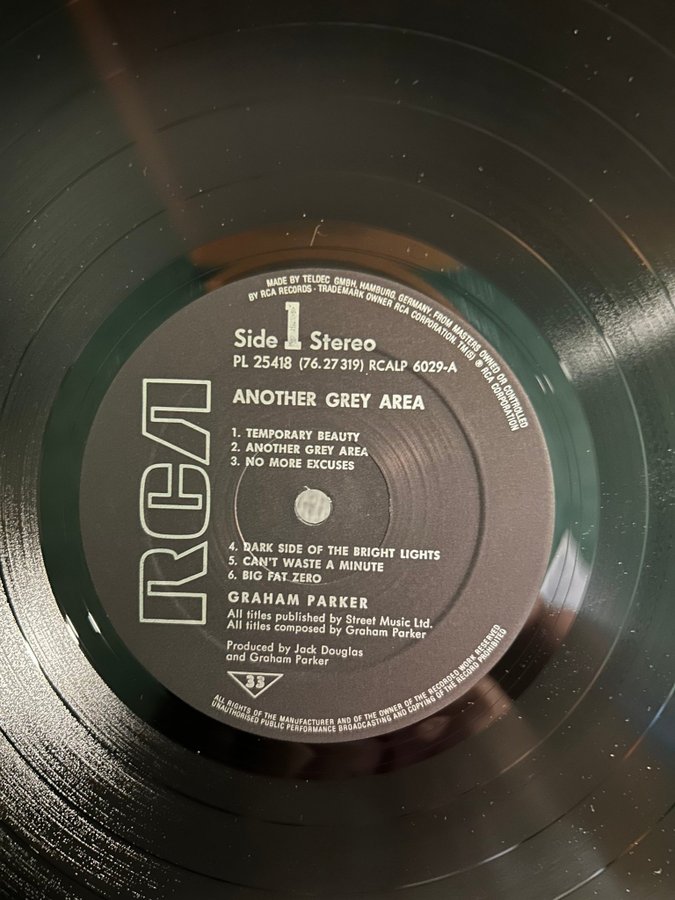 MADE BY TELDEC GMBH, HAMBURG, GERMANY, FROM MASTERS OWNED OR CONTROLLED
BY RCA RECORDS - TRADEMARK OWNER RCA CORPORATION. TM(S) ® RCA CORPORATION
Side 1 Stereo
PL 25418 (76.27319) RCALP 6029-A
ANOTHER GREY AREA
1. TEMPORARY BEAUTY
2. ANOTHER GREY AREA
3. NO MORE EXCUSES
RCA
4. DARK SIDE OF THE BRIGHT LIGHTS
5. CAN'T WASTE A MINUTE
6. BIG FAT ZERO
GRAHAM PARKER
All titles published by Street Music Ltd.
All titles composed by Graham Parker
Produced by Jack Douglas
and Graham Parker
33
ALL RIGHTS OF THE MANUFACTURER AND OF THE OWNER OF THE RECORDED WORK RESERVED
UNAUTHORISED PUBLIC PERFORMANCE BROADCASTING AND COPYING OF THE RECORD PROHIBITED